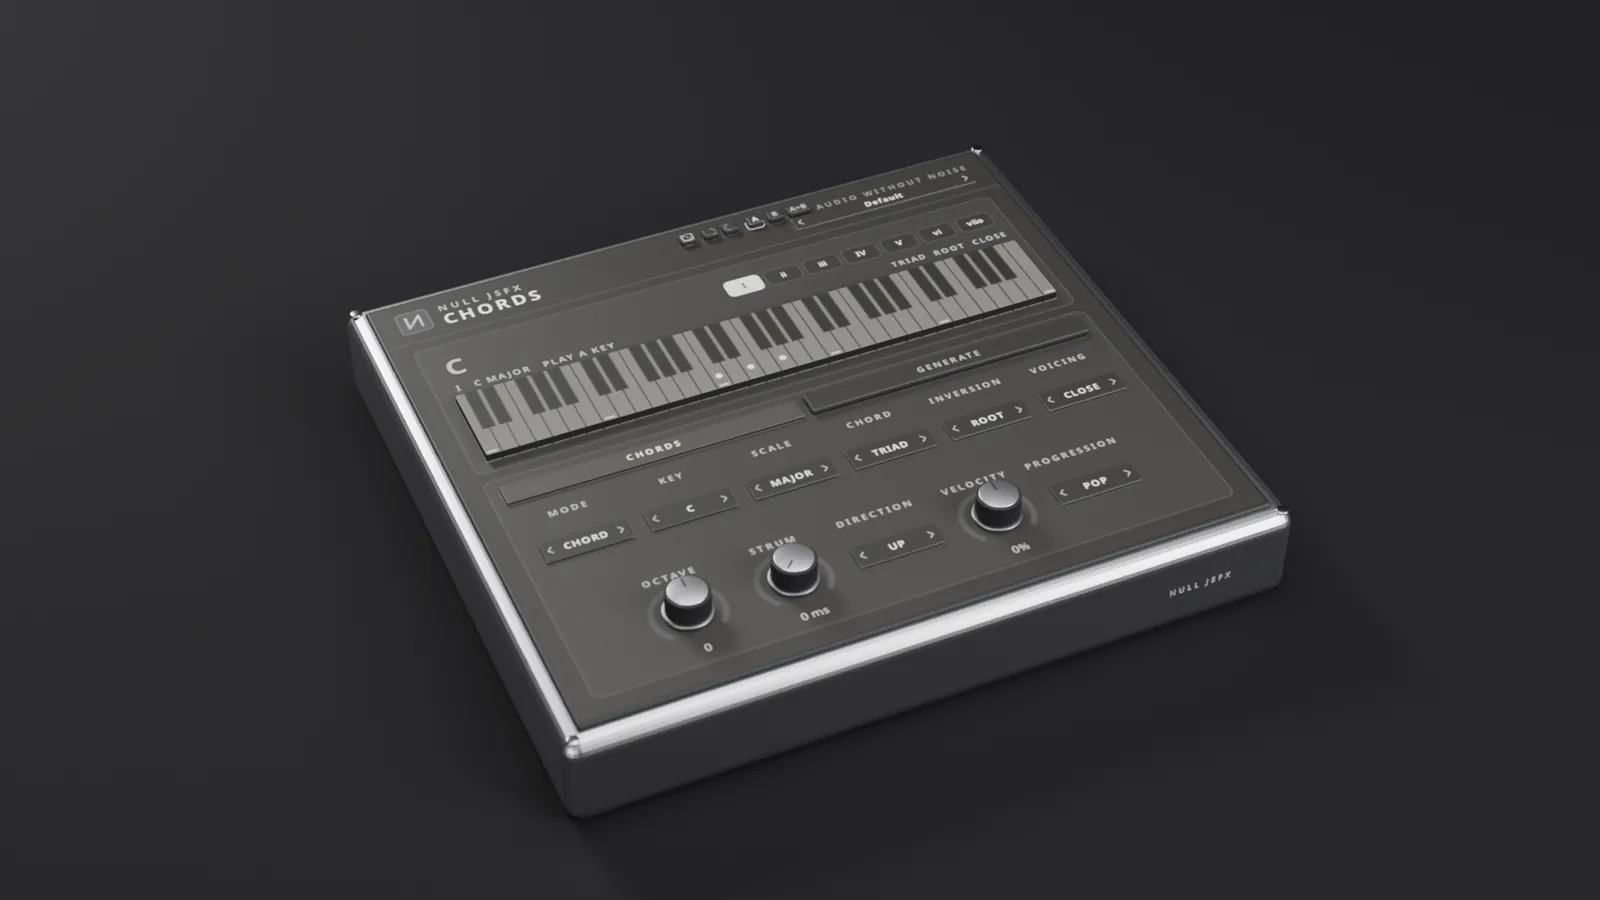 NULL JSFX
CHORDS
A
B
A>B
AUDIO WITHOUT NOISE
< Default >
C
1 C MAJOR PLAY A KEY
I
ii
iii
IV
V
vi
viio
TRIAD ROOT CLOSE
CHORDS
GENERATE
MODE
< CHORD >
KEY
< C >
SCALE
< MAJOR >
CHORD
< TRIAD >
INVERSION
< ROOT >
VOICING
< CLOSE >
OCTAVE
0
STRUM
0 ms
DIRECTION
< UP >
VELOCITY
0%
PROGRESSION
< POP >
NULL JSFX